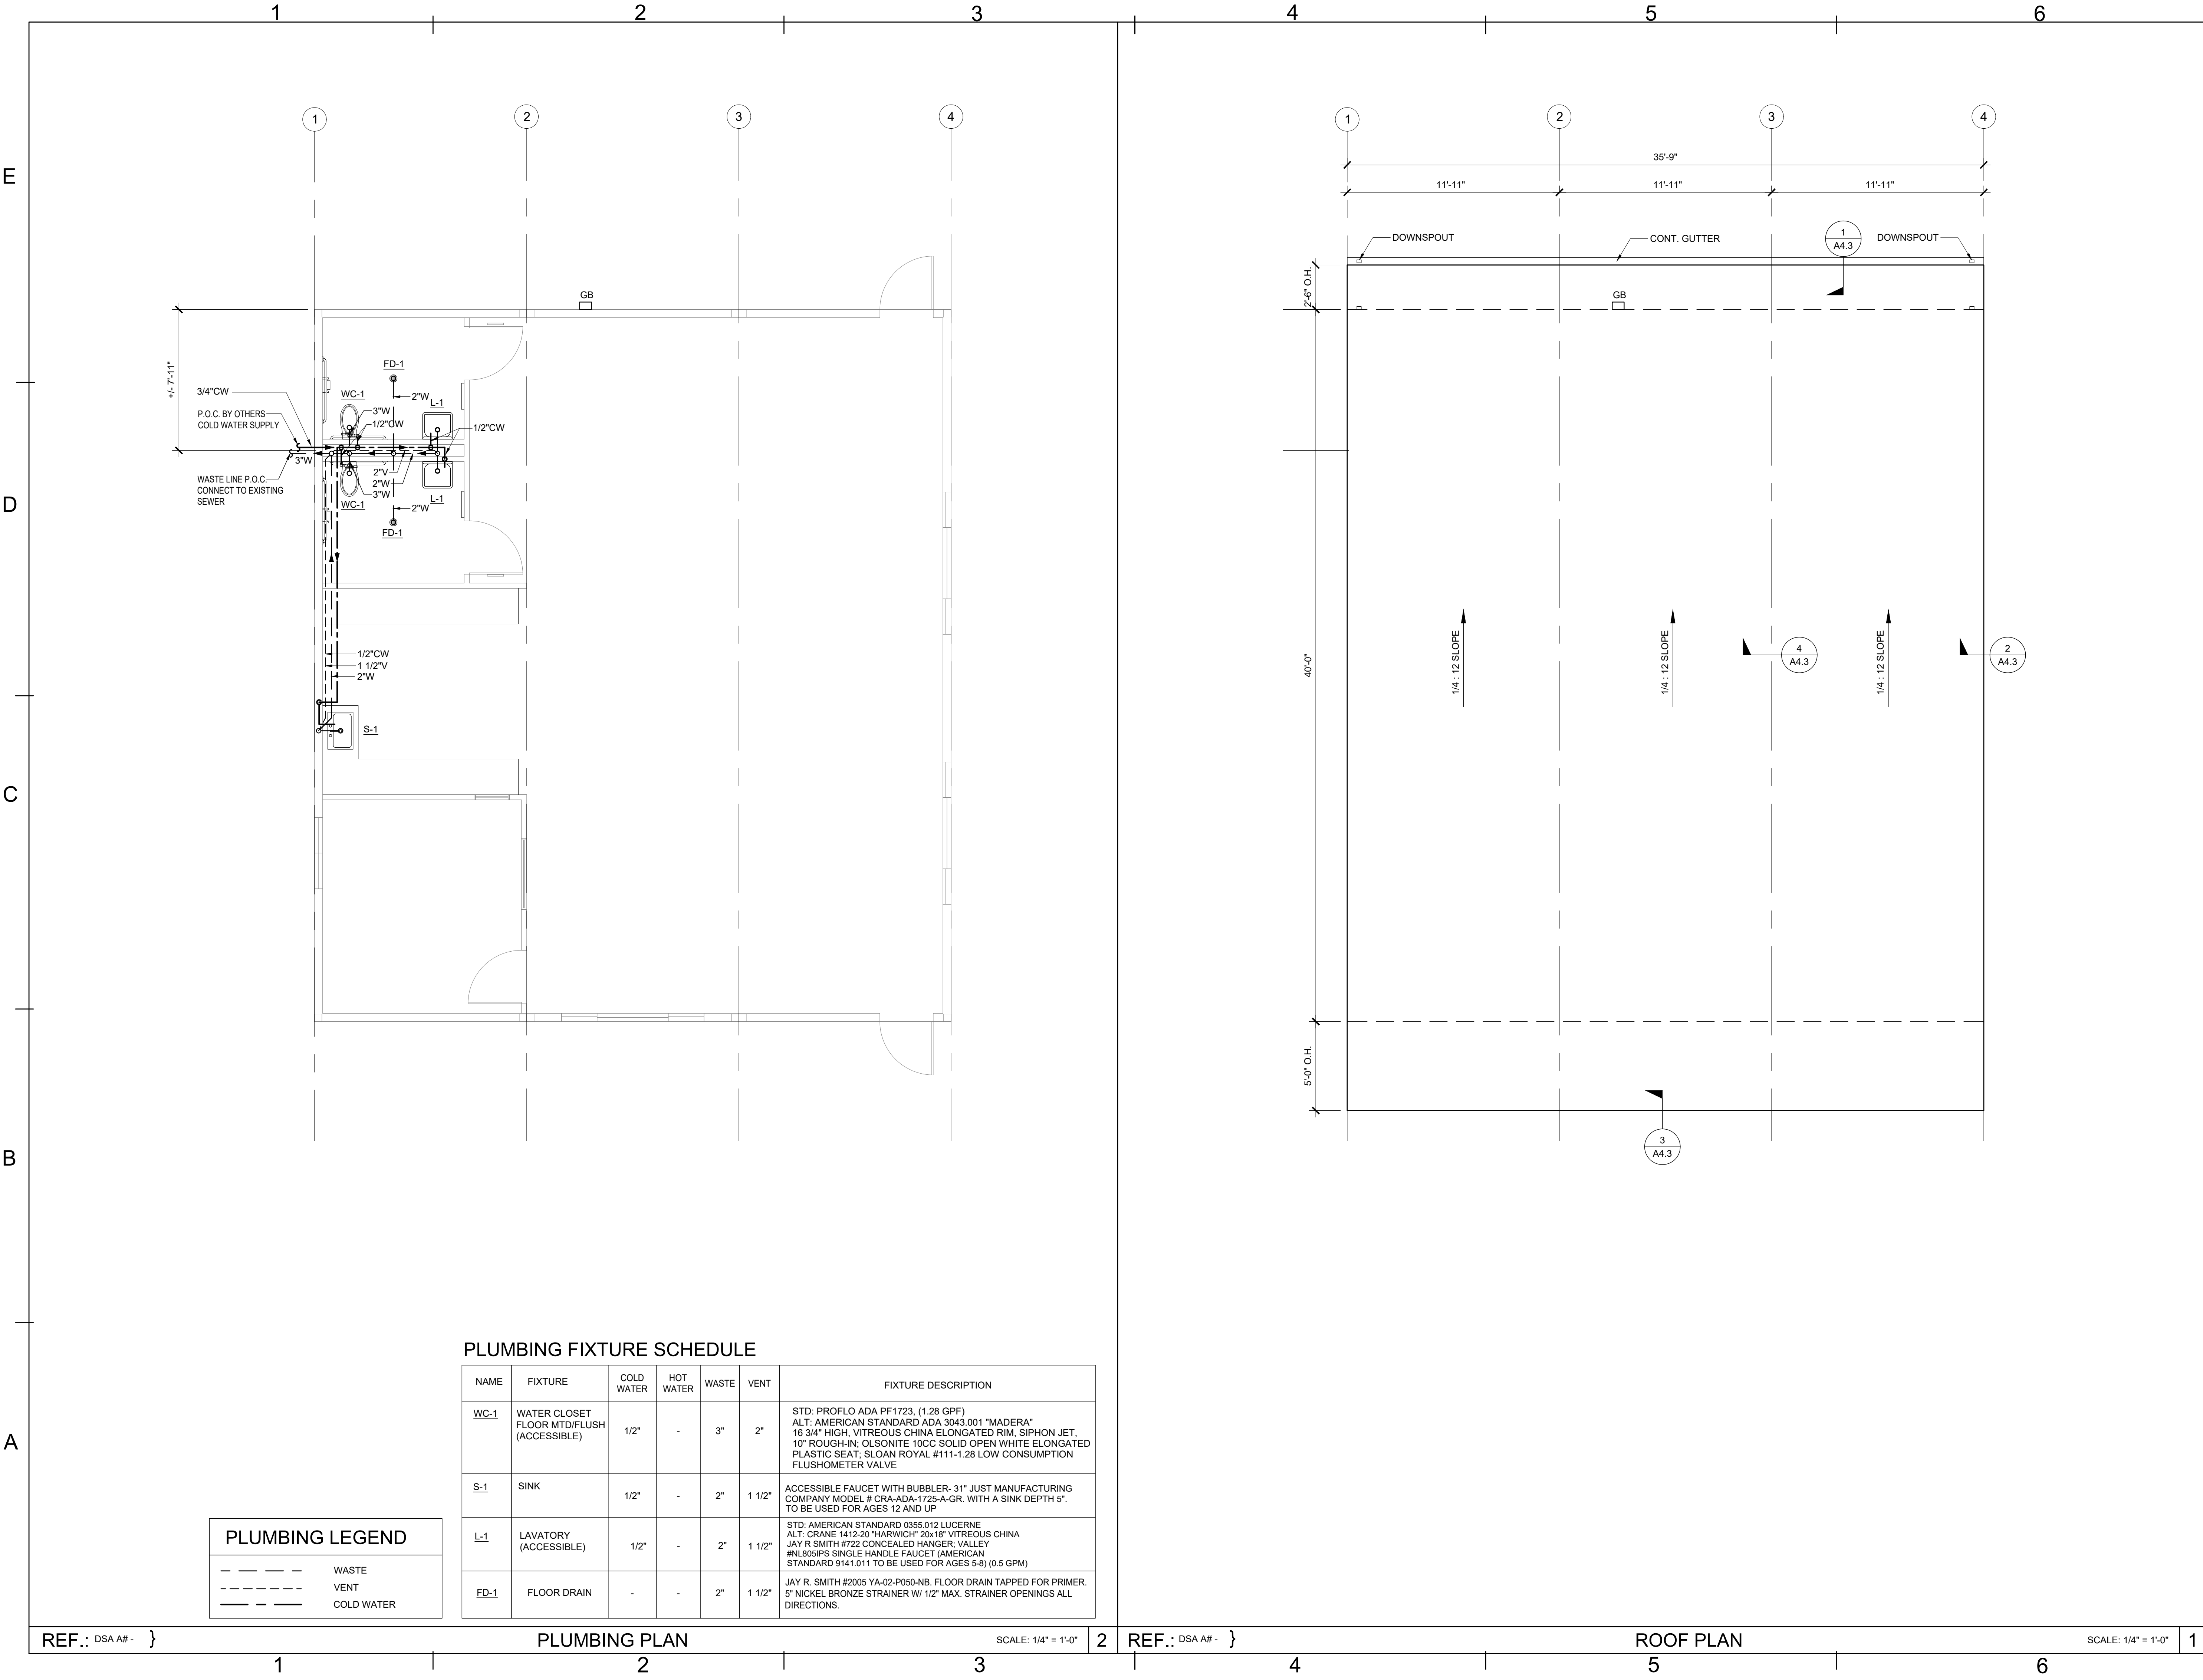 1 2 3 4 5 6
E
D
C
B
A
1 2 3 4
GB
+/- 7'-11"
FD-1
3/4"CW
WC-1
2"W
L-1
P.O.C. BY OTHERS
COLD WATER SUPPLY
3"W
1/2"CW
1/2"CW
3"W
2"V
WASTE LINE P.O.C.
CONNECT TO EXISTING
SEWER
2"W
3"W
WC-1
L-1
2"W
FD-1
1/2"CW
1 1/2"V
2"W
S-1
PLUMBING FIXTURE SCHEDULE
NAME FIXTURE COLD WATER HOT WATER WASTE VENT FIXTURE DESCRIPTION
WC-1 WATER CLOSET
FLOOR MTD/FLUSH
(ACCESSIBLE)
1/2" - 3" 2"
STD: PROFLO ADA PF1723, (1.28 GPF)
ALT: AMERICAN STANDARD ADA 3043.001 "MADERA"
16 3/4" HIGH, VITREOUS CHINA ELONGATED RIM, SIPHON JET,
10" ROUGH-IN; OLSONITE 10CC SOLID OPEN WHITE ELONGATED
PLASTIC SEAT; SLOAN ROYAL #111-1.28 LOW CONSUMPTION
FLUSHOMETER VALVE
S-1 SINK
1/2" - 2" 1 1/2"
ACCESSIBLE FAUCET WITH BUBBLER- 31" JUST MANUFACTURING
COMPANY MODEL # CRA-ADA-1725-A-GR. WITH A SINK DEPTH 5".
TO BE USED FOR AGES 12 AND UP
L-1 LAVATORY
(ACCESSIBLE)
1/2" - 2" 1 1/2"
STD: AMERICAN STANDARD 0355.012 LUCERNE
ALT: CRANE 1412-20 "HARWICH" 20x18" VITREOUS CHINA
JAY R SMITH #722 CONCEALED HANGER; VALLEY
#NL805IPS SINGLE HANDLE FAUCET (AMERICAN
STANDARD 9141.011 TO BE USED FOR AGES 5-8) (0.5 GPM)
FD-1 FLOOR DRAIN - - 2" 1 1/2"
JAY R. SMITH #2005 YA-02-P050-NB. FLOOR DRAIN TAPPED FOR PRIMER.
5" NICKEL BRONZE STRAINER W/ 1/2" MAX. STRAINER OPENINGS ALL
DIRECTIONS.
PLUMBING LEGEND
WASTE
VENT
COLD WATER
REF.: DSA A# - } PLUMBING PLAN SCALE: 1/4" = 1'-0" 2
1 2 3 4
35'-9"
11'-11" 11'-11" 11'-11"
DOWNSPOUT
CONT. GUTTER
1
A4.3
DOWNSPOUT
2'-6" O.H.
GB
40'-0"
1/4 : 12 SLOPE
1/4 : 12 SLOPE
1/4 : 12 SLOPE
4
A4.3
2
A4.3
5'-0" O.H.
3
A4.3
REF.: DSA A# - } ROOF PLAN SCALE: 1/4" = 1'-0" 1
1 2 3 4 5 6